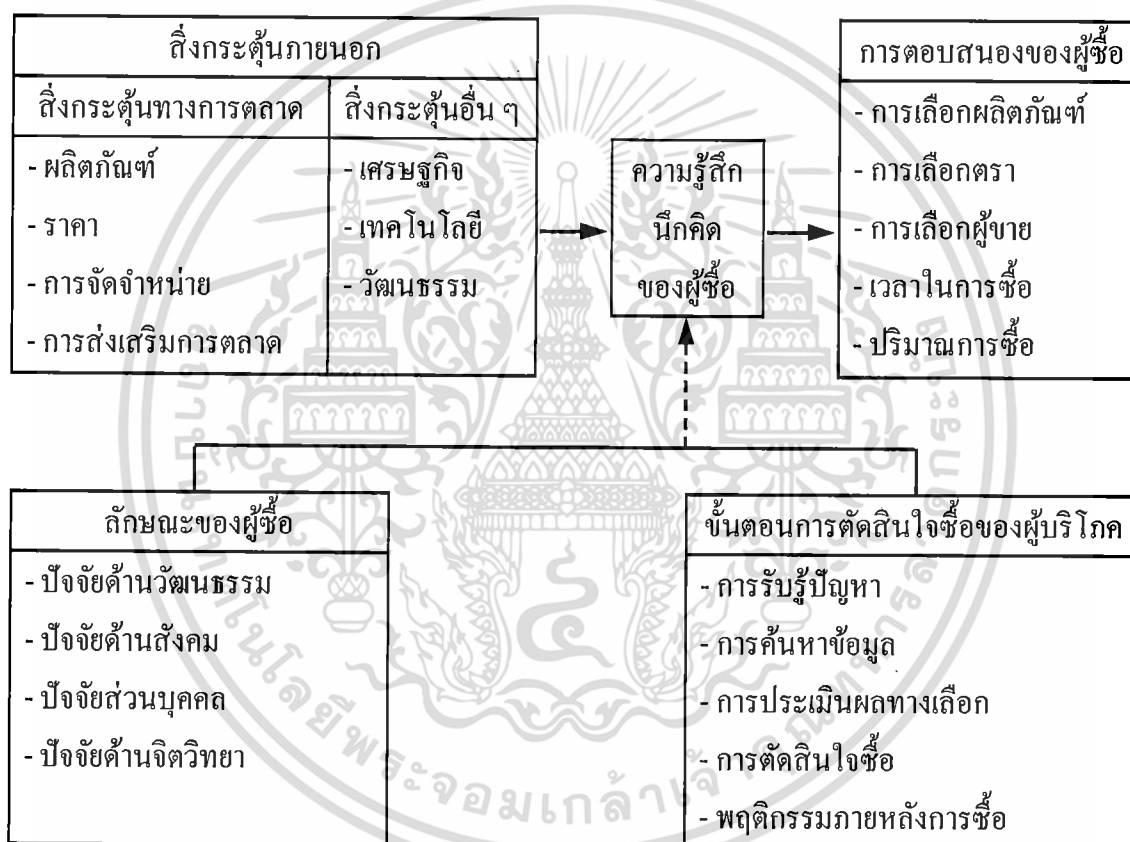 สิ่งกระตุ้นภายนอก
สิ่งกระตุ้นทางการตลาด
- ผลิตภัณฑ์
- ราคา
- การจัดจำหน่าย
- การส่งเสริมการตลาด
สิ่งกระตุ้นอื่น ๆ
- เศรษฐกิจ
- เทคโนโลยี
- วัฒนธรรม
ความรู้สึก
นึกคิด
ของผู้ซื้อ
การตอบสนองของผู้ซื้อ
- การเลือกผลิตภัณฑ์
- การเลือกตรา
- การเลือกผู้ขาย
- เวลาในการซื้อ
- ปริมาณการซื้อ
ลักษณะของผู้ซื้อ
- ปัจจัยด้านวัฒนธรรม
- ปัจจัยด้านสังคม
- ปัจจัยส่วนบุคคล
- ปัจจัยด้านจิตวิทยา
ขั้นตอนการตัดสินใจซื้อของผู้บริโภค
- การรับรู้ปัญหา
- การค้นหาข้อมูล
- การประเมินผลทางเลือก
- การตัดสินใจซื้อ
- พฤติกรรมภายหลังการซื้อ